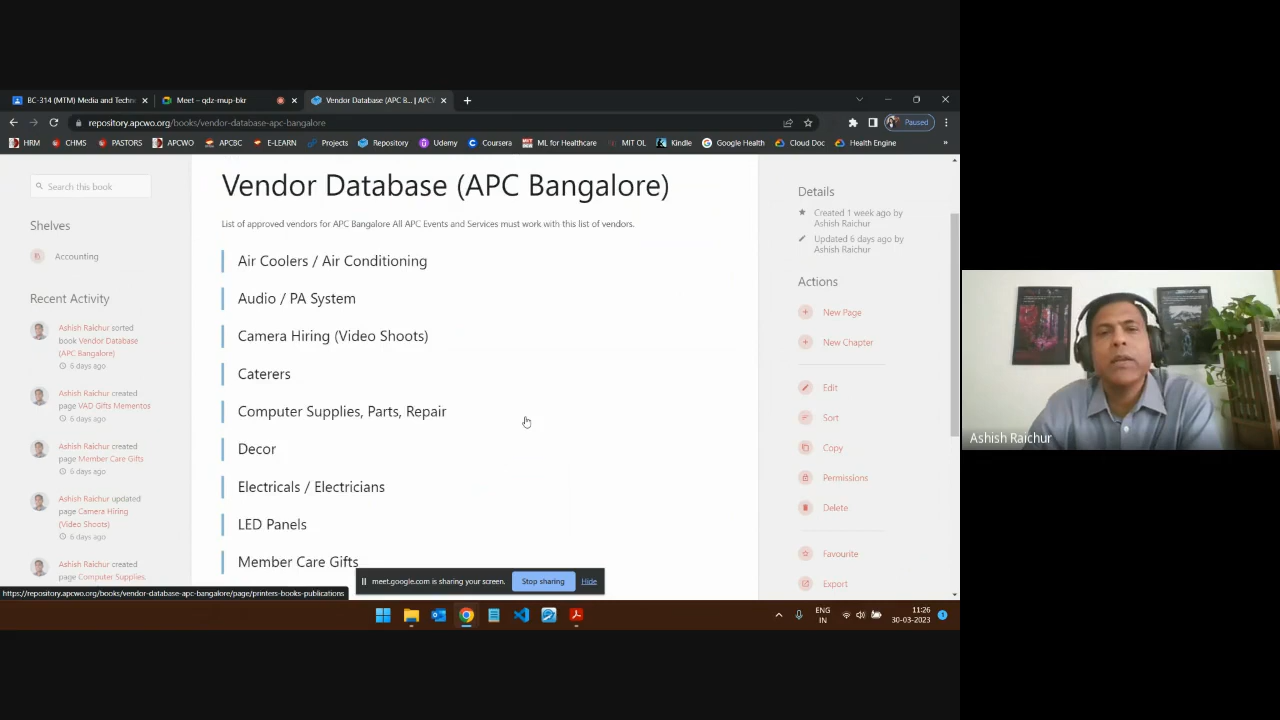 BC-314 (MTM) Media and Techn
Meet – qdz-mup-bkr
Vendor Database (APC B... | APCV
repository.apcwo.org/books/vendor-database-apc-bangalore
Paused
HRM
CHMS
PASTORS
APCWO
APCBC
E-LEARN
Projects
Repository
Udemy
Coursera
ML for Healthcare
MIT OL
Kindle
Google Health
Cloud Doc
Health Engine
»
Search this book
Shelves
Accounting
Recent Activity
Ashish Raichur sorted
book Vendor Database
(APC Bangalore)
6 days ago
Ashish Raichur created
page VAD Gifts Mementos
6 days ago
Ashish Raichur created
page Member Care Gifts
6 days ago
Ashish Raichur updated
page Camera Hiring
(Video Shoots)
6 days ago
Ashish Raichur created
page Computer Supplies,
Vendor Database (APC Bangalore)
List of approved vendors for APC Bangalore All APC Events and Services must work with this list of vendors.
Air Coolers / Air Conditioning
Audio / PA System
Camera Hiring (Video Shoots)
Caterers
Computer Supplies, Parts, Repair
Decor
Electricals / Electricians
LED Panels
Member Care Gifts
Details
Created 1 week ago by
Ashish Raichur
Updated 6 days ago by
Ashish Raichur
Actions
New Page
New Chapter
Edit
Sort
Copy
Permissions
Delete
Favourite
Export
meet.google.com is sharing your screen.
Stop sharing
Hide
https://repository.apcwo.org/books/vendor-database-apc-bangalore/page/printers-books-publications
ENG
IN
11:26
30-03-2023
1
Ashish Raichur